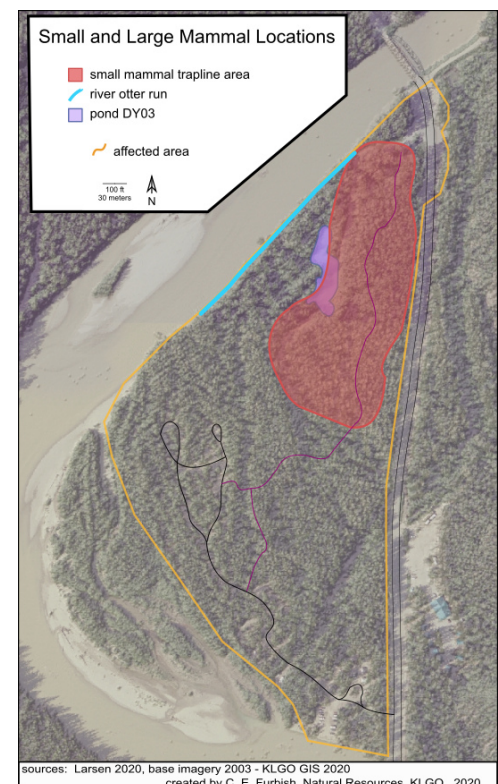 Small and Large Mammal Locations
small mammal trapline area
river otter run
pond DY03
affected area
100 ft
30 meters
N
sources: Larsen 2020, base imagery 2003 - KLGO GIS 2020
created by C. E. Furbish, Natural Resources, KLGO, 2020